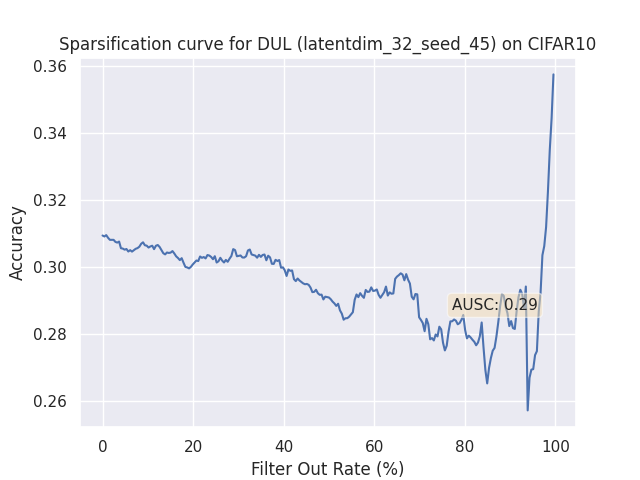 Sparsification curve for DUL (latentdim_32_seed_45) on CIFAR10
0.36
0.34
0.32
0.30
0.28
0.26
Accuracy
AUSC: 0.29
0 20 40 60 80 100
Filter Out Rate (%)